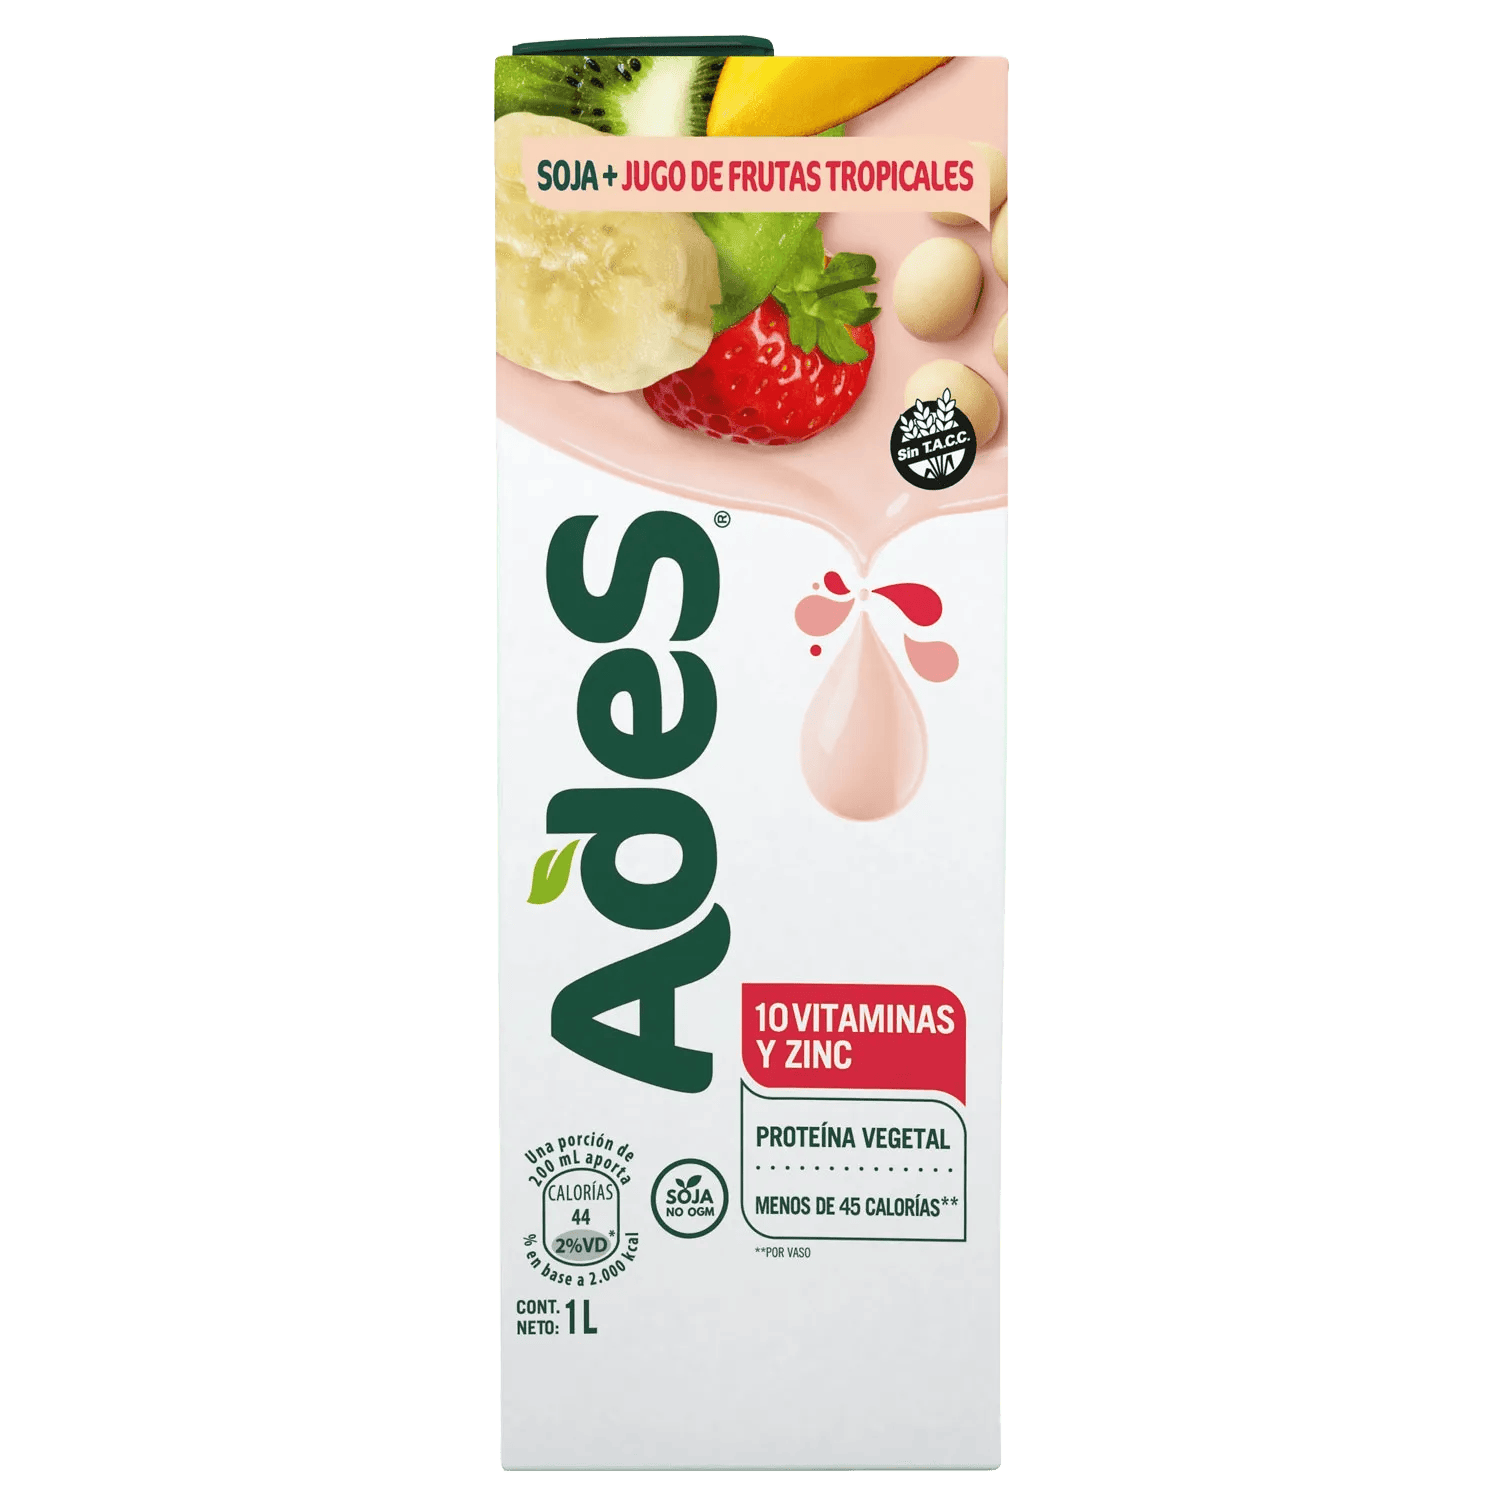 SOJA + JUGO DE FRUTAS TROPICALES
Sin T.A.C.C.
AdeS®
10 VITAMINAS
Y ZINC
PROTEÍNA VEGETAL
MENOS DE 45 CALORÍAS**
**POR VASO
Una porción de
200 mL aporta
CALORÍAS
44
2%VD*
% en base a 2.000 kcal
SOJA
NO OGM
CONT.
NETO: 1 L